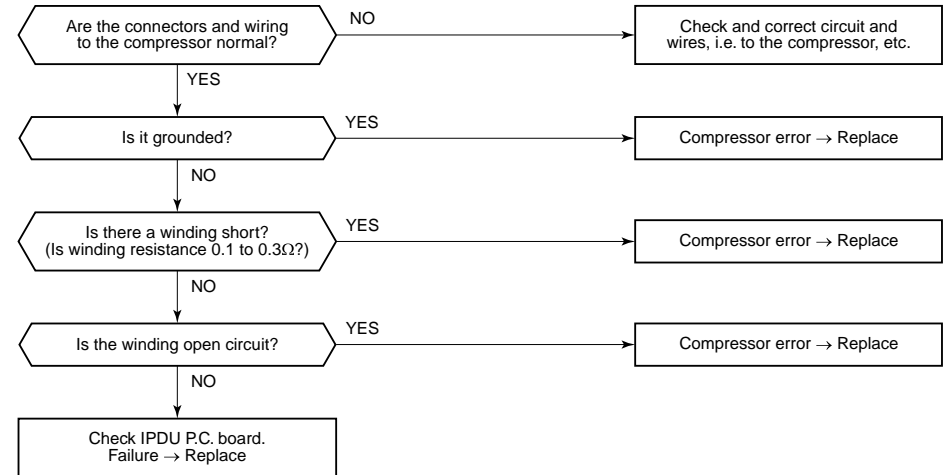 Are the connectors and wiring
to the compressor normal?
NO
Check and correct circuit and
wires, i.e. to the compressor, etc.
YES
Is it grounded?
YES
Compressor error → Replace
NO
Is there a winding short?
(Is winding resistance 0.1 to 0.3Ω?)
YES
Compressor error → Replace
NO
Is the winding open circuit?
YES
Compressor error → Replace
NO
Check IPDU P.C. board.
Failure → Replace